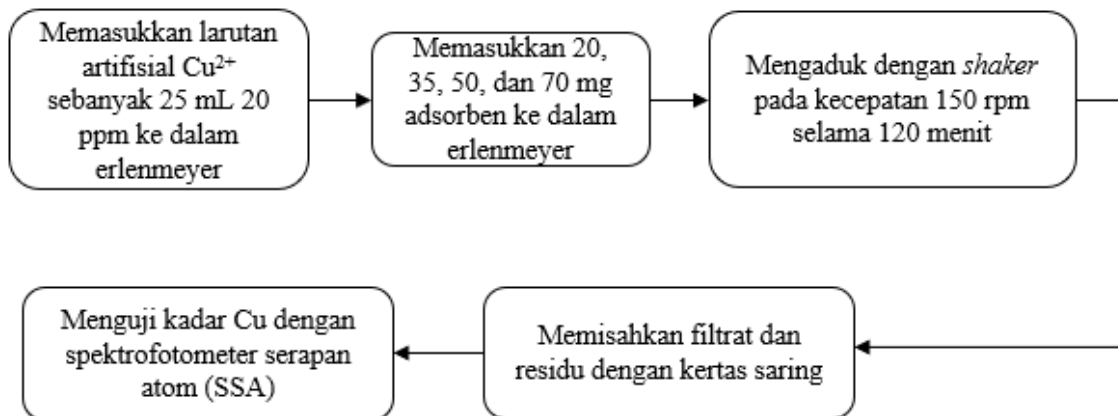 Memasukkan larutan
artifisial Cu²⁺
sebanyak 25 mL 20
ppm ke dalam
erlenmeyer
Memasukkan 20,
35, 50, dan 70 mg
adsorben ke dalam
erlenmeyer
Mengaduk dengan shaker
pada kecepatan 150 rpm
selama 120 menit
Memisahkan filtrat dan
residu dengan kertas saring
Menguji kadar Cu dengan
spektrofotometer serapan
atom (SSA)